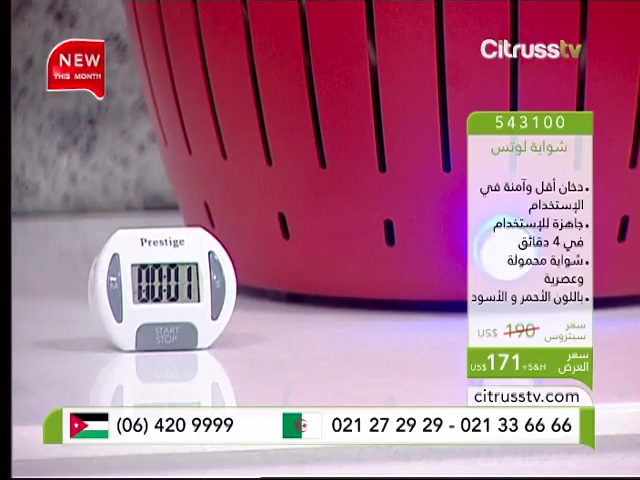 NEW
THIS MONTH
Citrusstv
543100
شواية لوتس
• دخان أقل وآمنة في
الإستخدام
• جاهزة للإستخدام
في 4 دقائق
• شواية محمولة
وعصرية
• باللون الأحمر و الأسود
سعر
سيتروس
190 US$
سعر
العرض
US$ 171 +S&H
citrusstv.com
Prestige
00:01
M
S
START
STOP
(06) 420 9999
021 27 29 29 - 021 33 66 66